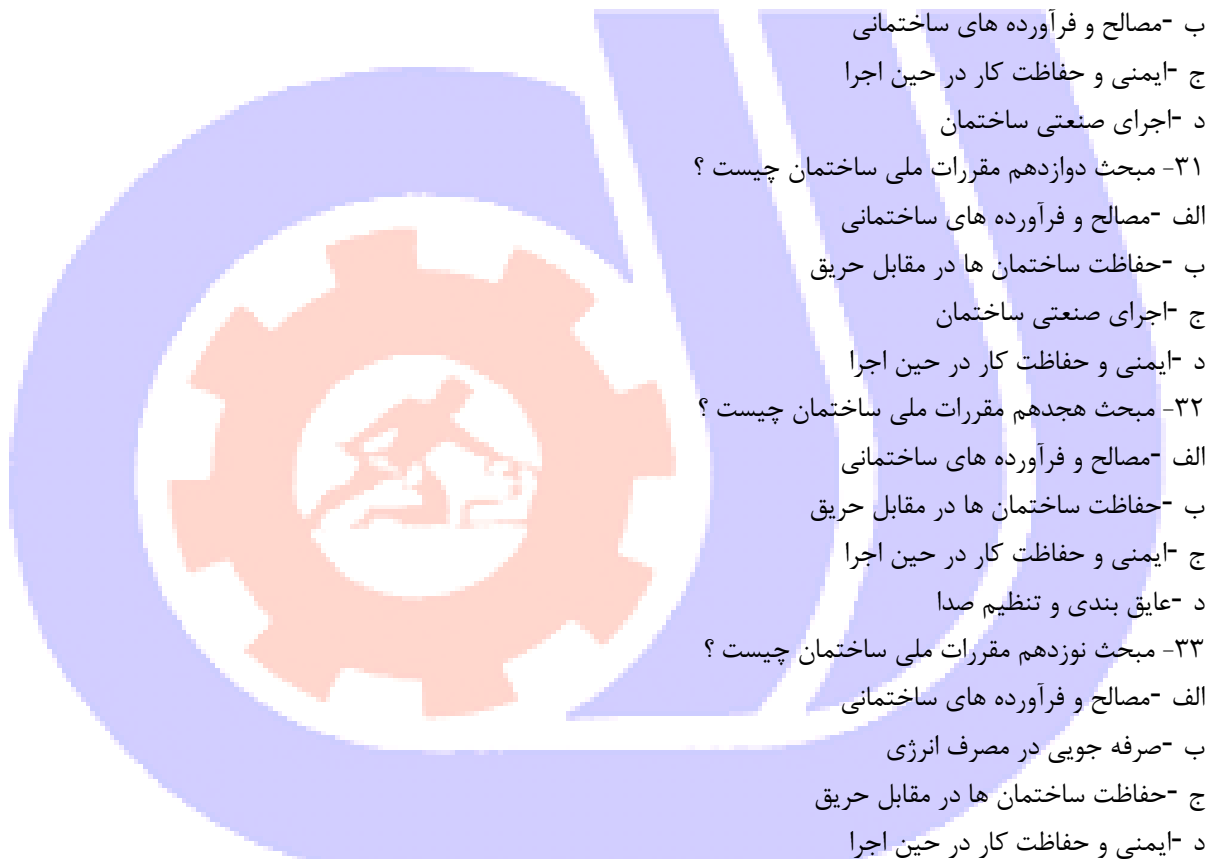 ب -مصالح و فرآورده های ساختمانی
ج -ایمنی و حفاظت کار در حین اجرا
د -اجرای صنعتی ساختمان
۳۱- مبحث دوازدهم مقررات ملی ساختمان چیست ؟
الف -مصالح و فرآورده های ساختمانی
ب -حفاظت ساختمان ها در مقابل حریق
ج -اجرای صنعتی ساختمان
د -ایمنی و حفاظت کار در حین اجرا
۳۲- مبحث هجدهم مقررات ملی ساختمان چیست ؟
الف -مصالح و فرآورده های ساختمانی
ب -حفاظت ساختمان ها در مقابل حریق
ج -ایمنی و حفاظت کار در حین اجرا
د -عایق بندی و تنظیم صدا
۳۳- مبحث نوزدهم مقررات ملی ساختمان چیست ؟
الف -مصالح و فرآورده های ساختمانی
ب -صرفه جویی در مصرف انرژی
ج -حفاظت ساختمان ها در مقابل حریق
د -ایمنی و حفاظت کار در حین اجرا